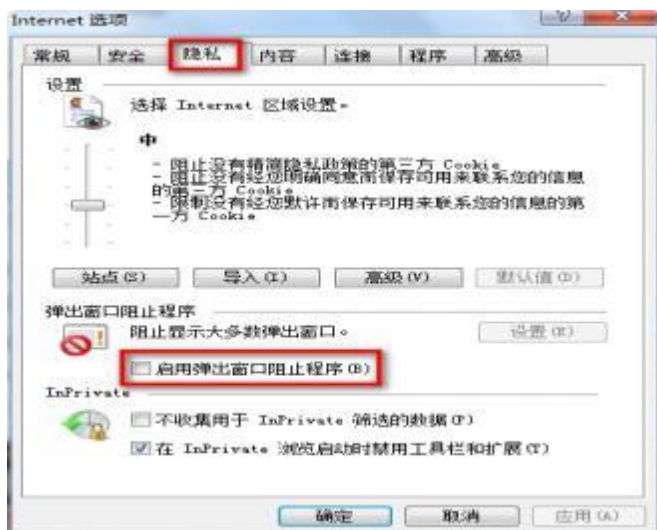 Internet 选项
常规 安全 隐私 内容 连接 程序 高级
设置
选择 Internet 区域设置。
中
- 阻止没有精简隐私政策的第三方 Cookie
- 阻止没有经您明确同意而保存可用来联系您的信息
的第三方 Cookie
- 限制没有经您默许而保存可用来联系您的信息的第
一方 Cookie
站点(S) 导入(I) 高级(V) 默认值(D)
弹出窗口阻止程序
阻止显示大多数弹出窗口。 设置(E)
启用弹出窗口阻止程序(B)
InPrivate
不收集用于 InPrivate 筛选的数据(P)
在 InPrivate 浏览启动时禁用工具栏和扩展(T)
确定 取消 应用(A)